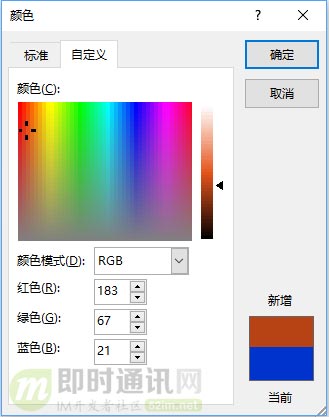 颜色
? ×
标准 自定义
确定
取消
颜色(C):
颜色模式(D): RGB
红色(R): 183
绿色(G): 67
蓝色(B): 21
新增
当前
m 即时通讯网
IM开发者社区 52im.net